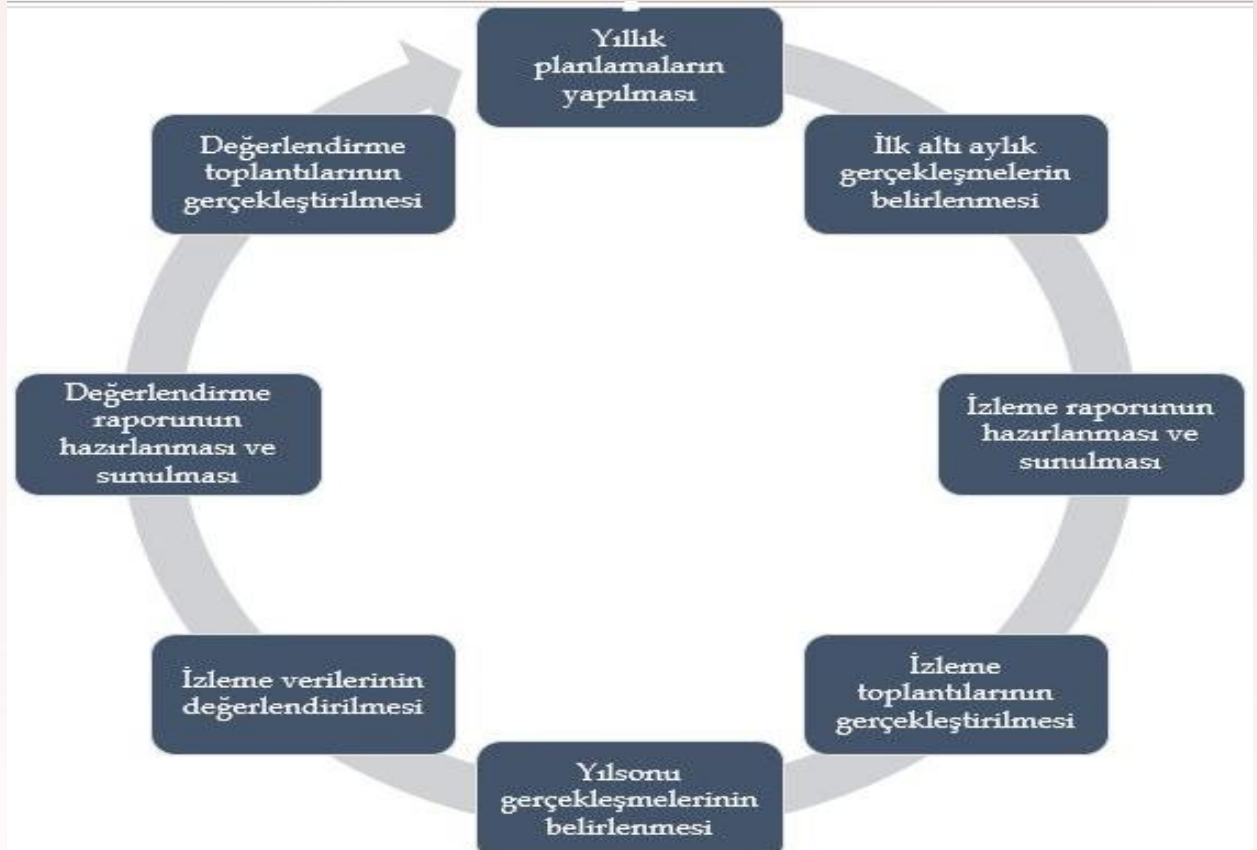 Yıllık
planlamaların
yapılması
İlk altı aylık
gerçekleşmelerin
belirlenmesi
İzleme raporunun
hazırlanması ve
sunulması
İzleme
toplantılarının
gerçekleştirilmesi
Yılsonu
gerçekleşmelerinin
belirlenmesi
İzleme verilerinin
değerlendirilmesi
Değerlendirme
raporunun
hazırlanması ve
sunulması
Değerlendirme
toplantılarının
gerçekleştirilmesi